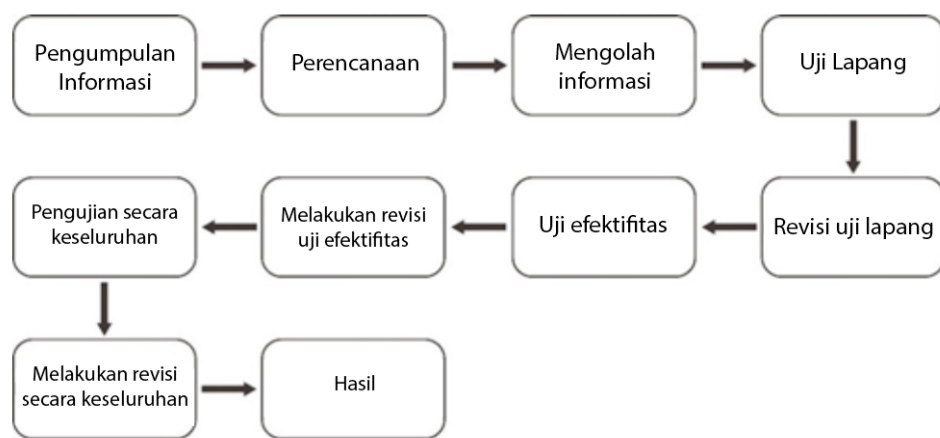 Pengumpulan
Informasi
Perencanaan
Mengolah
informasi
Uji Lapang
Revisi uji lapang
Uji efektifitas
Melakukan revisi
uji efektifitas
Pengujian secara
keseluruhan
Melakukan revisi
secara keseluruhan
Hasil